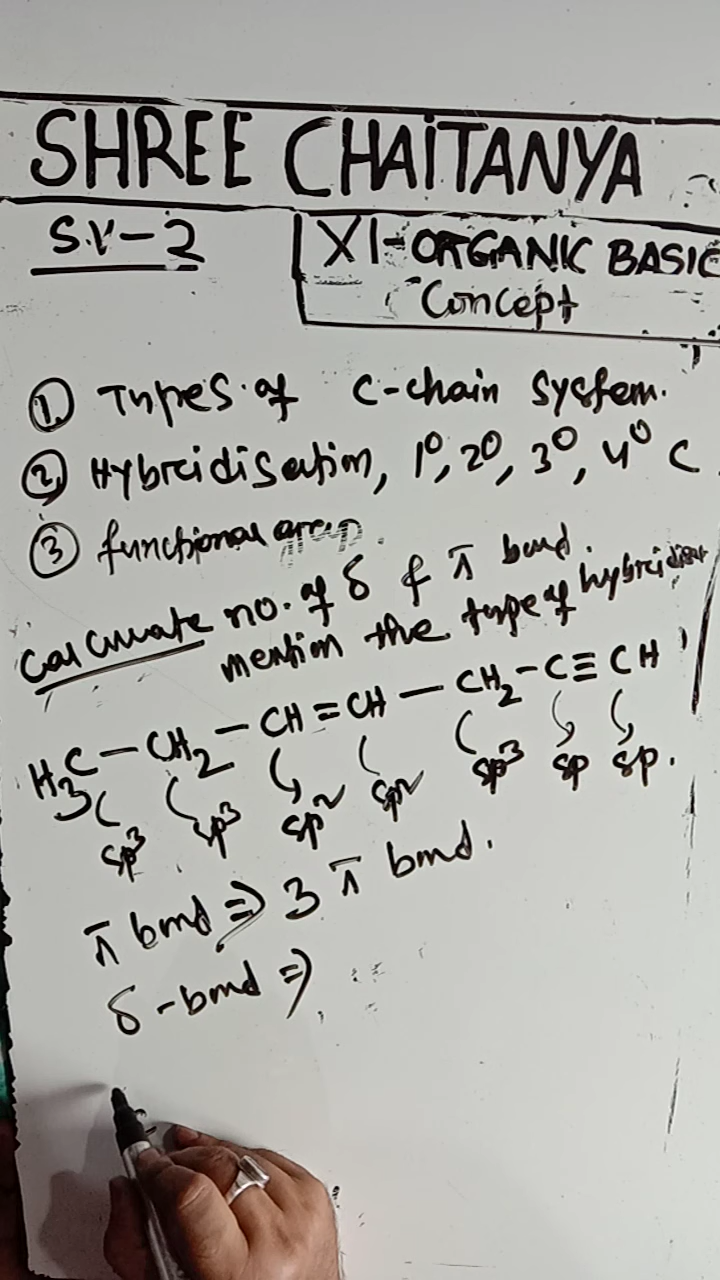 SHREE CHAITANYA
S.V-2
XI-ORGANIC BASIC
Concept
① Types of C-chain system.
② Hybridisation, 1°, 2°, 3°, 4° C
③ functional group.
Calculate no. of δ & π bond
mention the type of hybridisation
H₃C — CH₂ — CH = CH — CH₂ — C ≡ CH
sp³ sp³ sp² sp² sp³ sp sp.
π bond ⇒ 3 π bond.
δ-bond ⇒